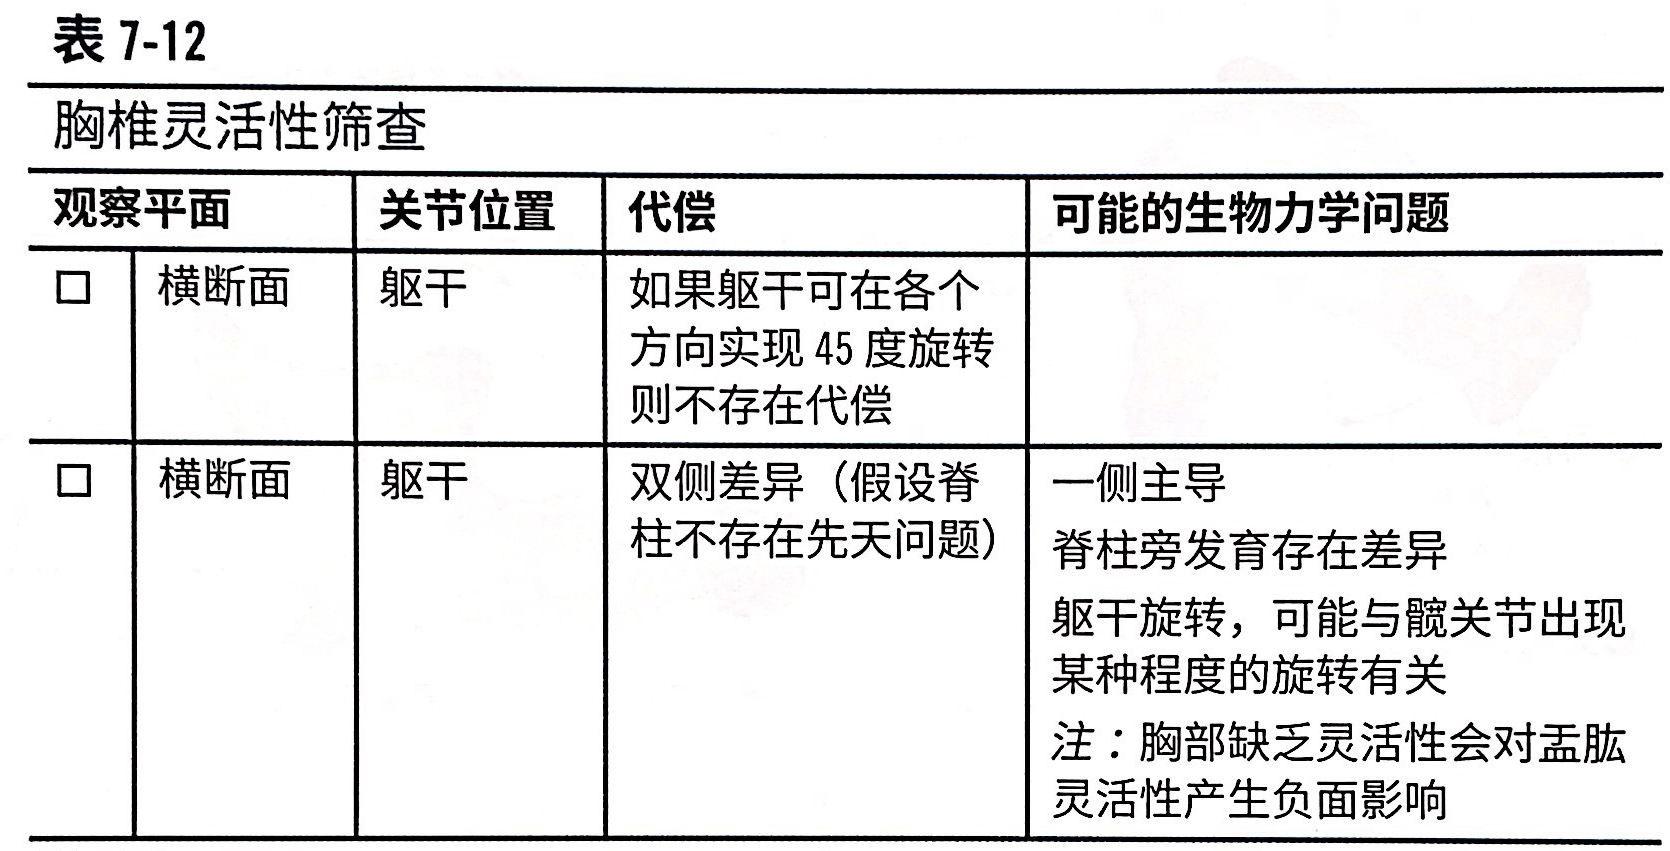 表 7-12
胸椎灵活性筛查
观察平面 关节位置 代偿 可能的生物力学问题
□ 横断面 躯干 如果躯干可在各个
方向实现 45 度旋转
则不存在代偿
□ 横断面 躯干 双侧差异（假设脊
柱不存在先天问题）
一侧主导
脊柱旁发育存在差异
躯干旋转，可能与髋关节出现
某种程度的旋转有关
注：胸部缺乏灵活性会对盂肱
灵活性产生负面影响